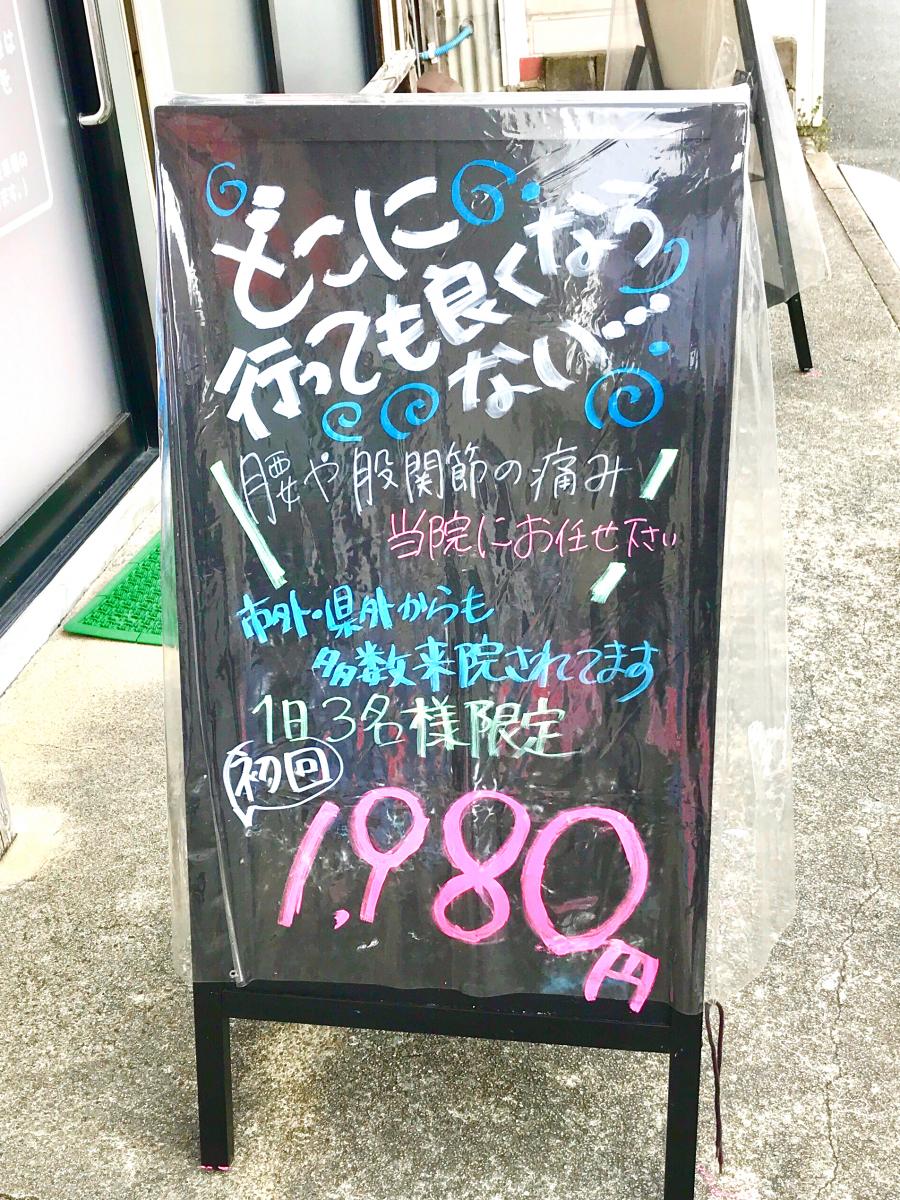 どこに
行っても良くなら
ない…
腰や股関節の痛み
当院にお任せ下さい
市外・県外からも
多数来院されてます
1日3名様限定
初回
1,980
円